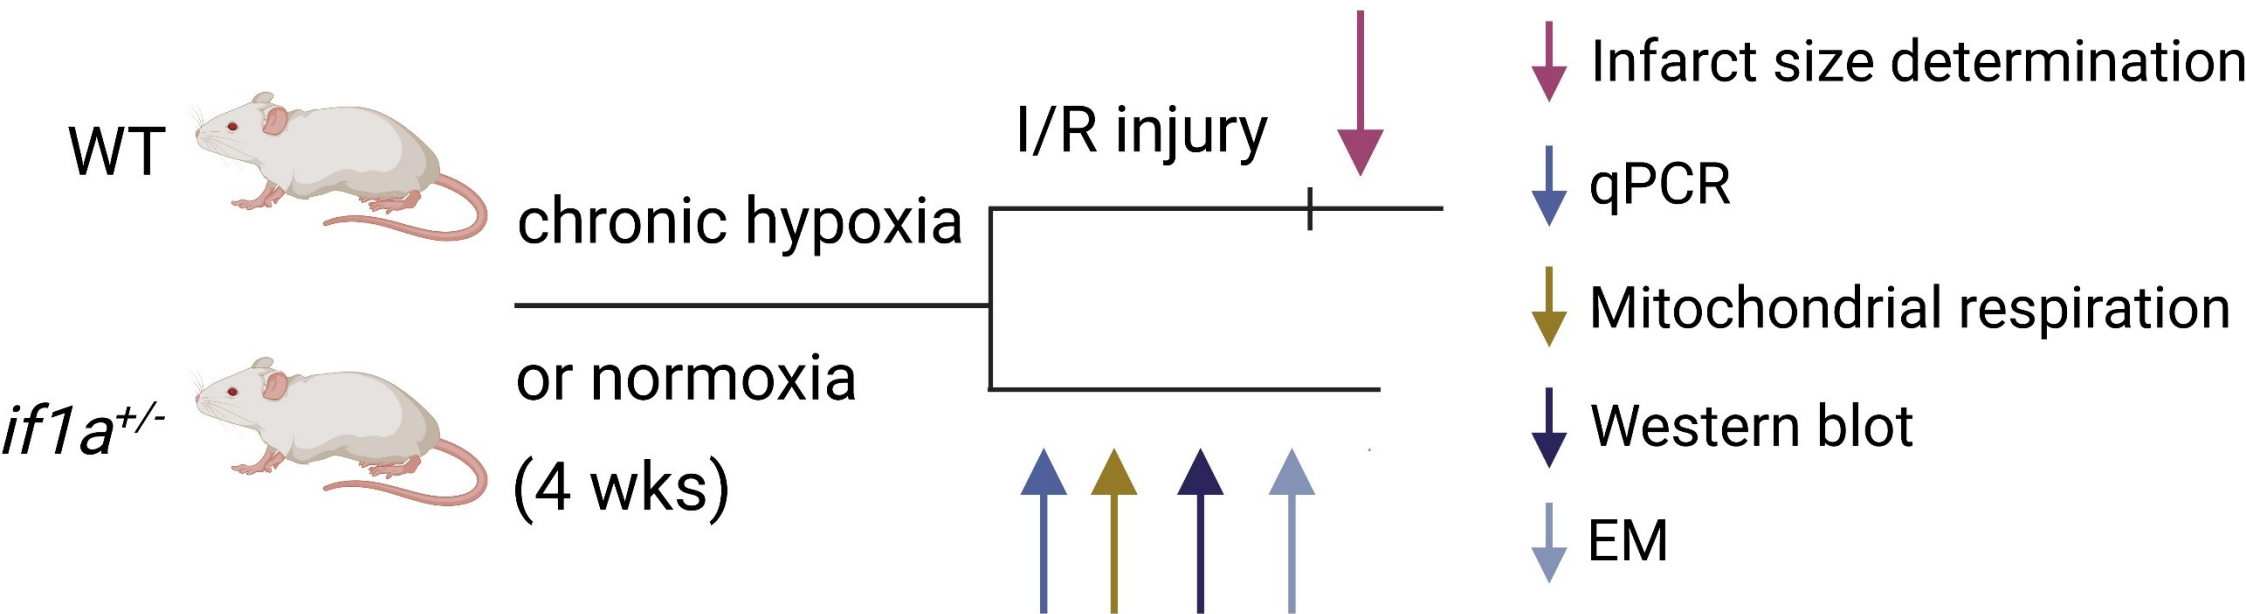 WT
if1a+/-
chronic hypoxia
or normoxia
(4 wks)
I/R injury
Infarct size determination
qPCR
Mitochondrial respiration
Western blot
EM